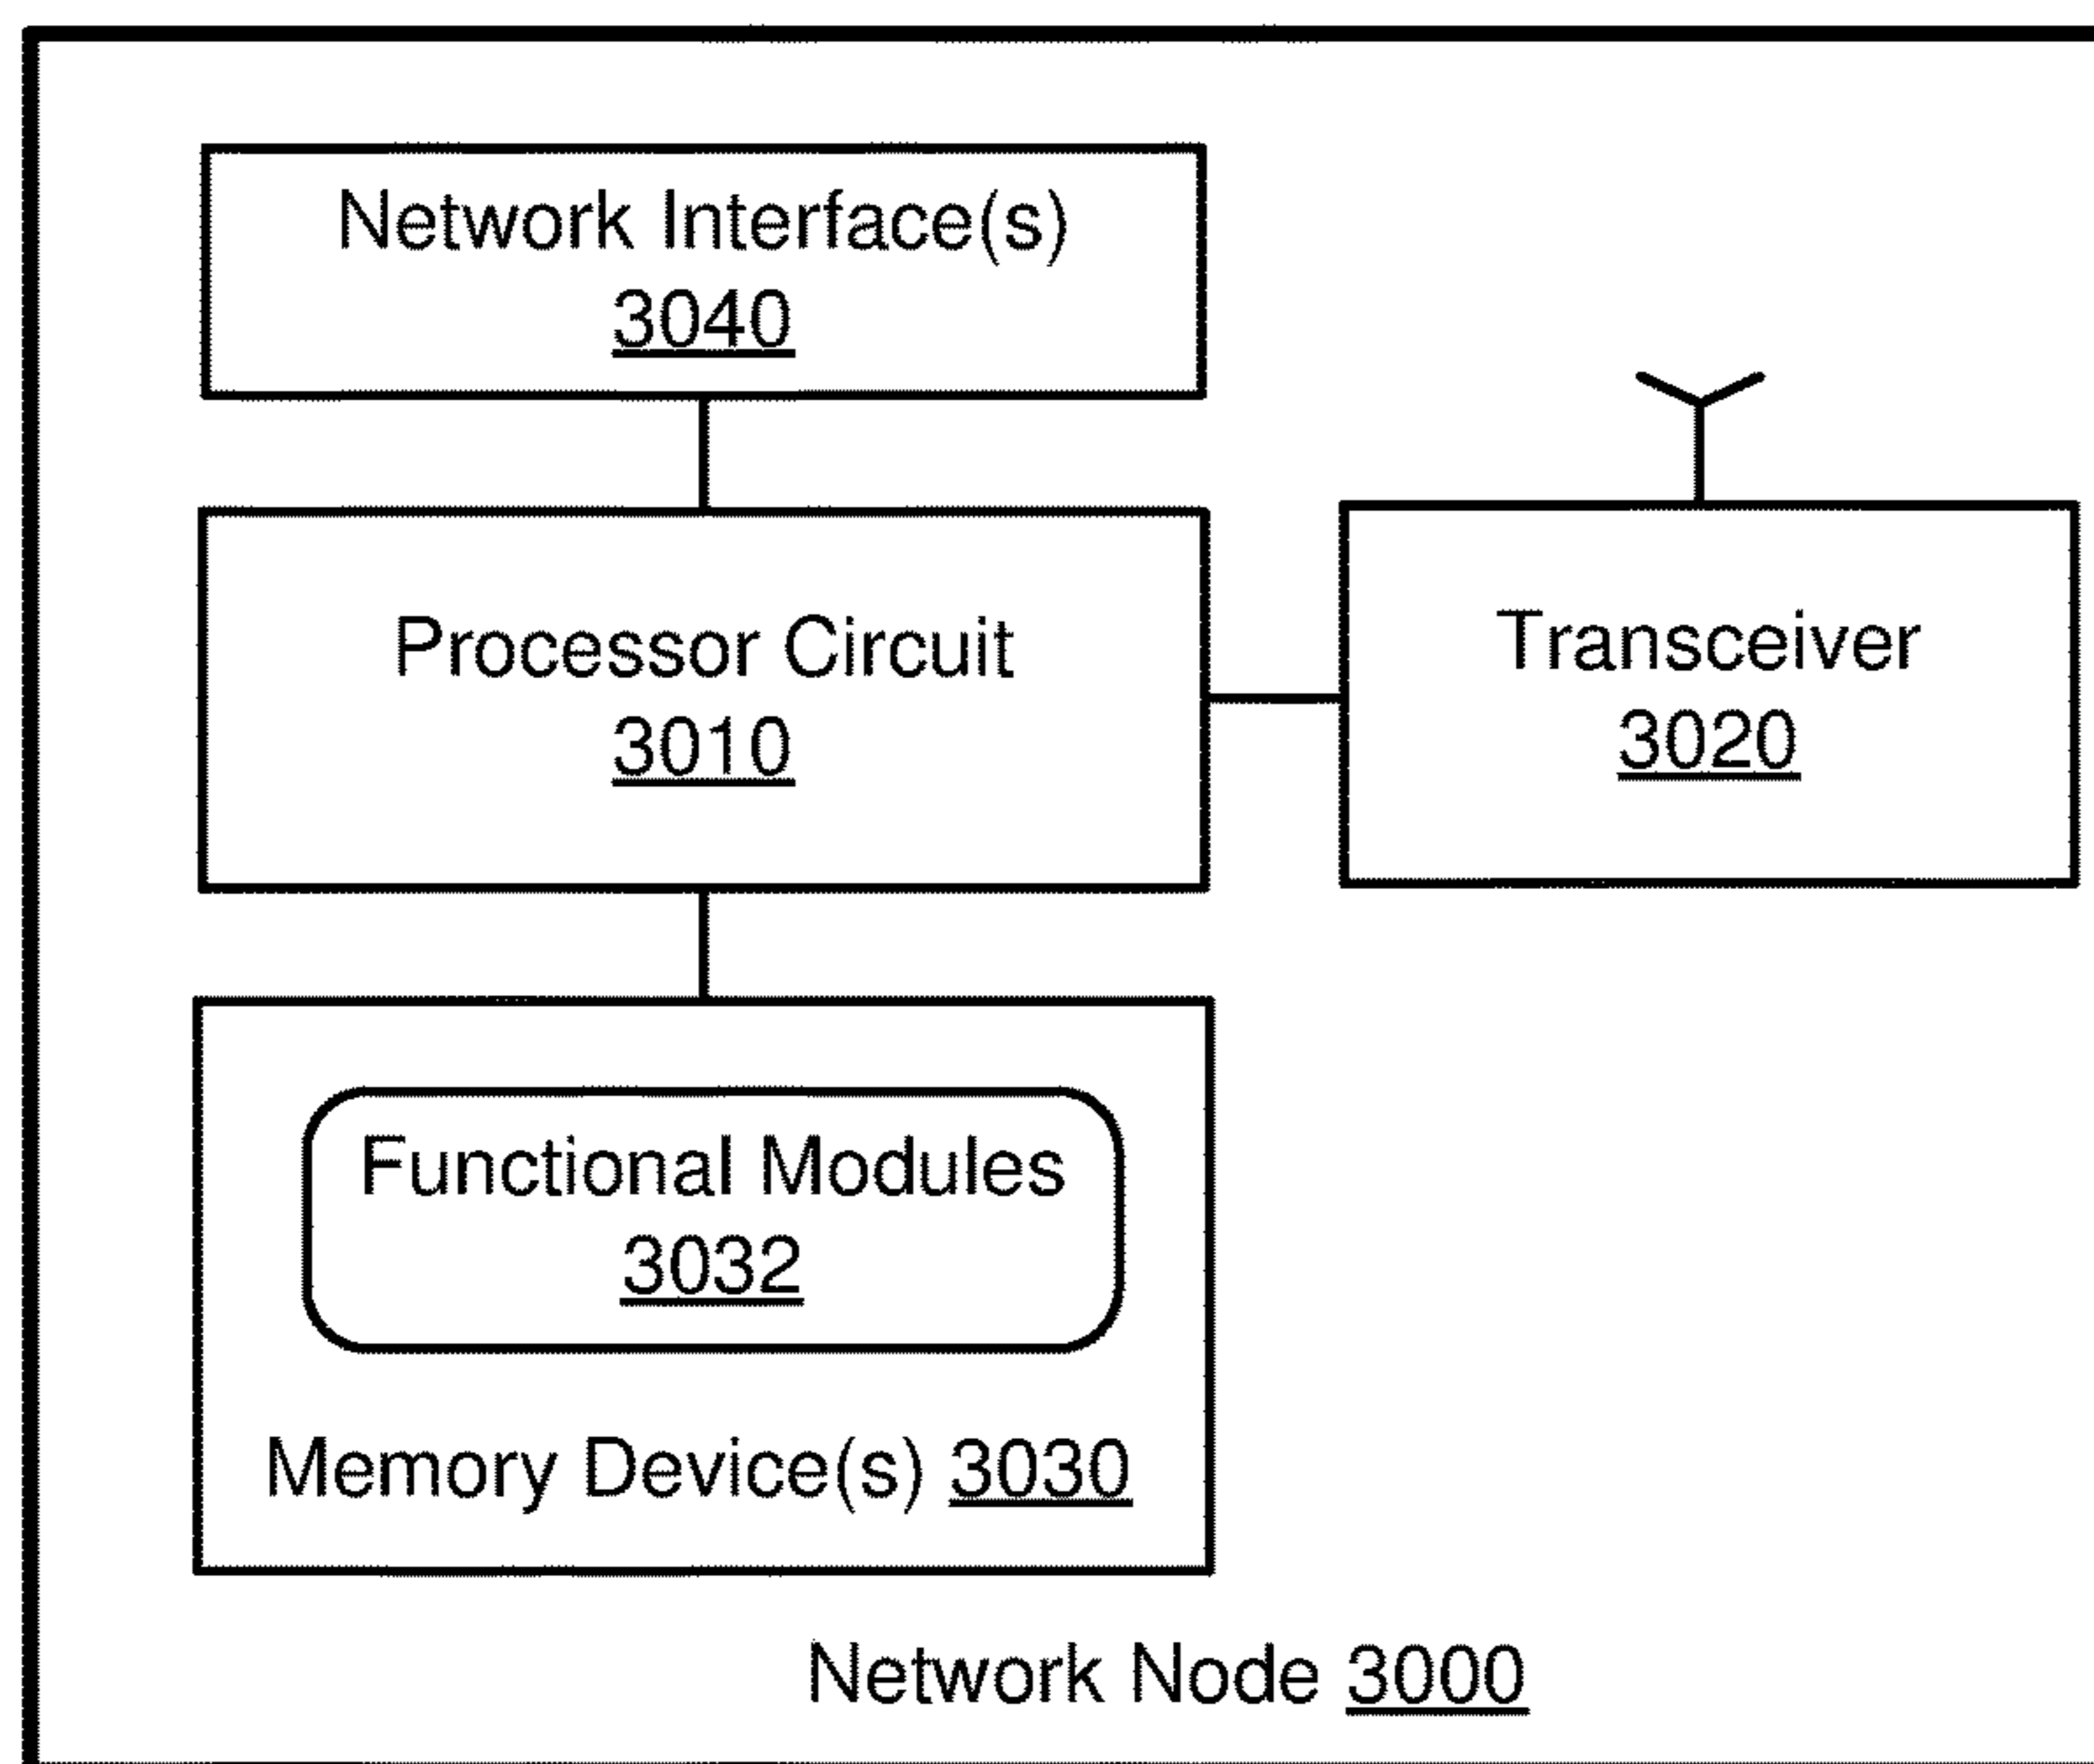 Network Interface(s)
3040
Processor Circuit
3010
Transceiver
3020
Functional Modules
3032
Memory Device(s) 3030
Network Node 3000